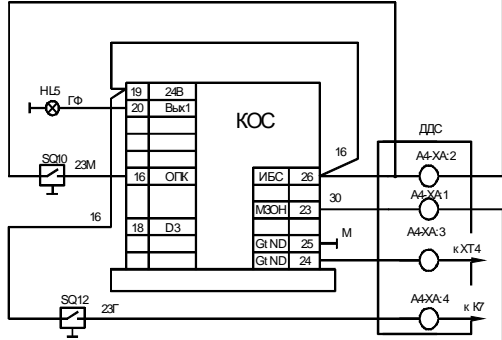 19 24В
HL5 ГФ 20 Вых1
КОС
ДДС
SQ10 23М 16 ОПК
16
ИБС 26 А4-ХА:2
МЗОН 23 30 А4-ХА:1
16
18 D3
Gt ND 25 М
А4-ХА:3
к ХТ4
Gt ND 24
SQ12 23Г
А4-ХА:4
к К7